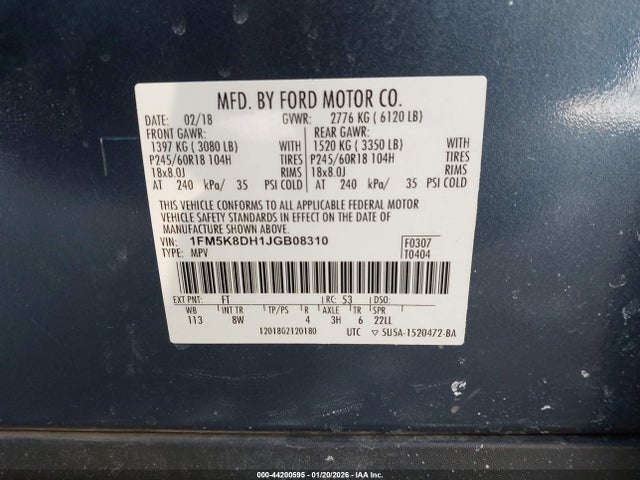 MFD. BY FORD MOTOR CO.
DATE: 02/18 GVWR: 2776 KG ( 6120 LB)
FRONT GAWR: REAR GAWR:
1397 KG ( 3080 LB) WITH 1520 KG ( 3350 LB) WITH
P245/60R18 104H TIRES P245/60R18 104H TIRES
18x8.0J RIMS 18x8.0J RIMS
AT 240 kPa/ 35 PSI COLD AT 240 kPa/ 35 PSI COLD
THIS VEHICLE CONFORMS TO ALL APPLICABLE FEDERAL MOTOR
VEHICLE SAFETY STANDARDS IN EFFECT ON THE DATE OF
MANUFACTURE SHOWN ABOVE.
VIN: 1FM5K8DH1JGB08310 F0307
TYPE: MPV T0404
EXT PNT: FT RC: 53 DSO:
WB INT TR TP/PS R AXLE TR SPR
113 8W 4 3H 6 22LL
1201802120180 UTC ▽ 5U5A-1520472-BA
000-44200595 - 01/20/2026 - IAAI.COM